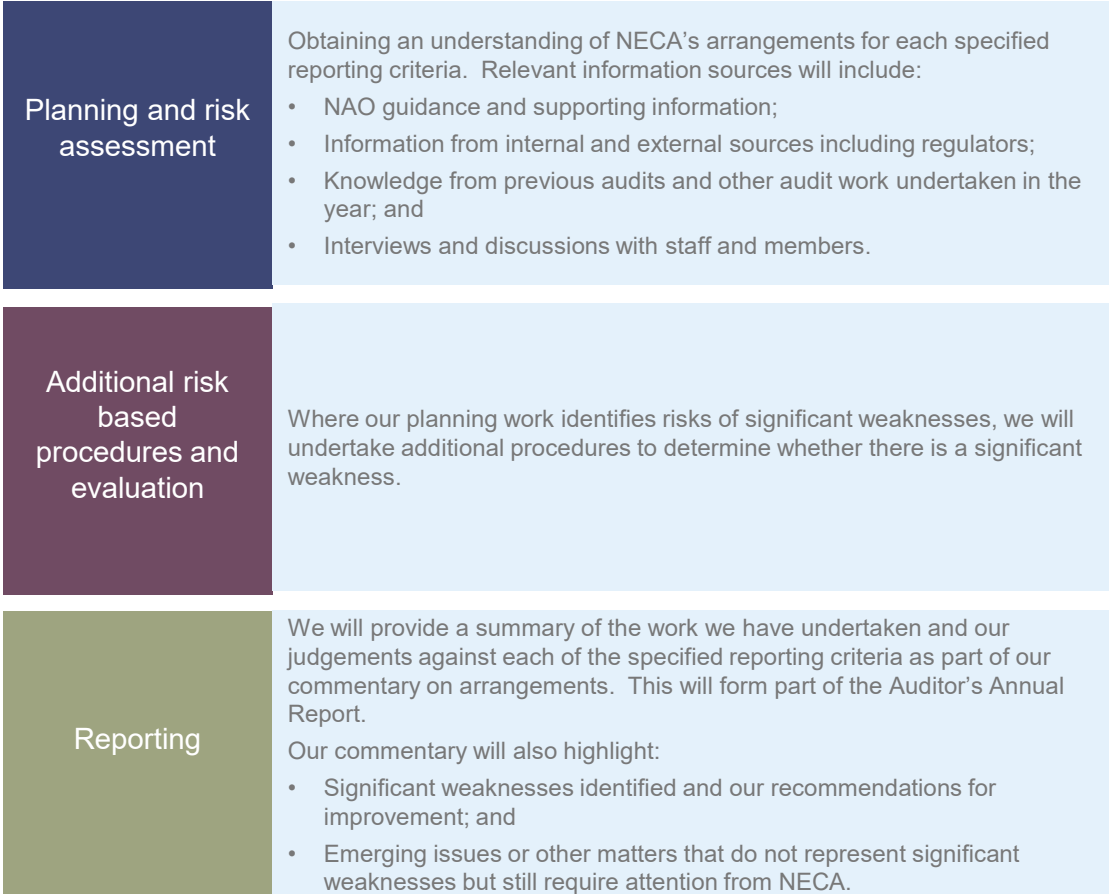 Planning and risk
assessment
Obtaining an understanding of NECA’s arrangements for each specified
reporting criteria.  Relevant information sources will include:
• NAO guidance and supporting information;
• Information from internal and external sources including regulators;
• Knowledge from previous audits and other audit work undertaken in the
year; and
• Interviews and discussions with staff and members.
Additional risk
based
procedures and
evaluation
Where our planning work identifies risks of significant weaknesses, we will
undertake additional procedures to determine whether there is a significant
weakness.
Reporting
We will provide a summary of the work we have undertaken and our
judgements against each of the specified reporting criteria as part of our
commentary on arrangements.  This will form part of the Auditor’s Annual
Report.
Our commentary will also highlight:
• Significant weaknesses identified and our recommendations for
improvement; and
• Emerging issues or other matters that do not represent significant
weaknesses but still require attention from NECA.